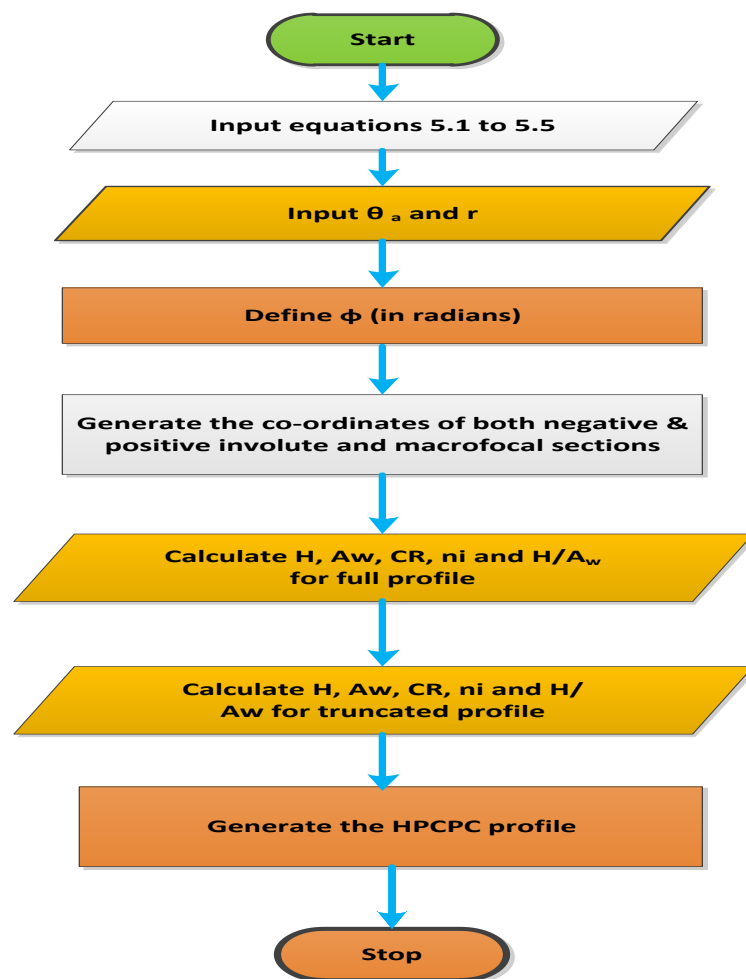 Start
Input equations 5.1 to 5.5
Input θ a and r
Define ф (in radians)
Generate the co-ordinates of both negative &
positive involute and macrofocal sections
Calculate H, Aw, CR, ni and H/Aw
for full profile
Calculate H, Aw, CR, ni and H/
Aw for truncated profile
Generate the HPCPC profile
Stop